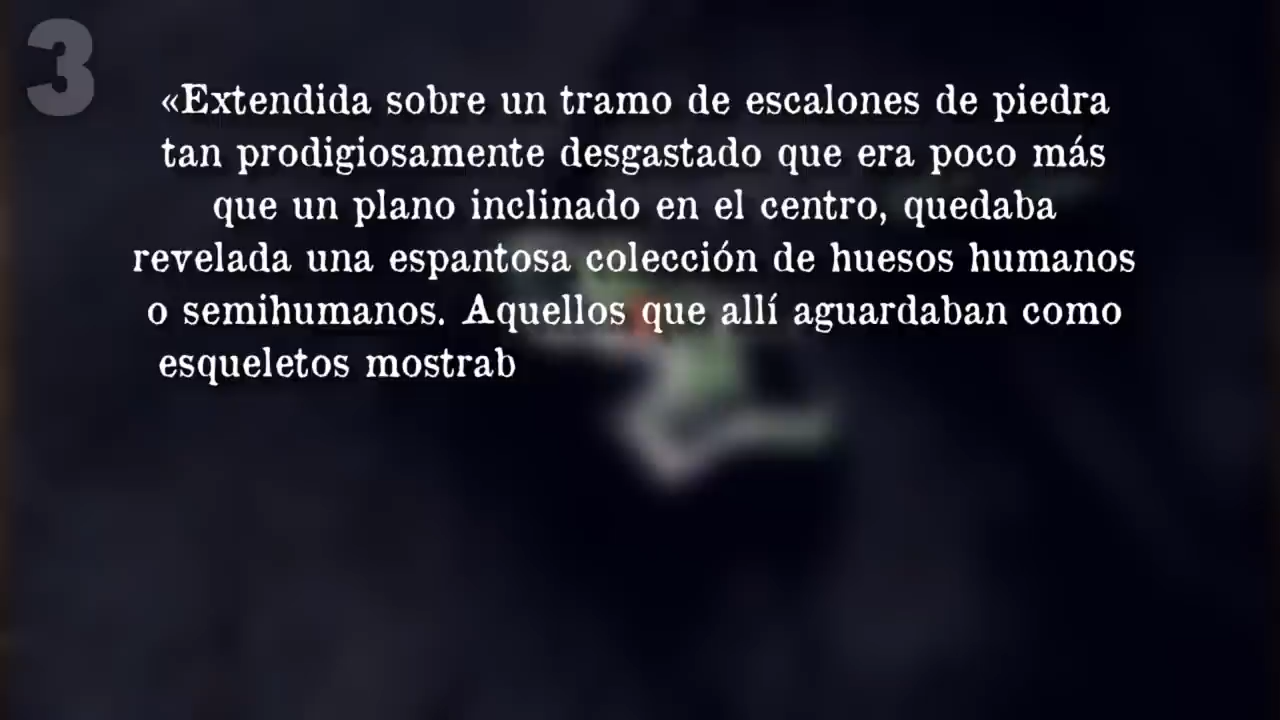 3
«Extendida sobre un tramo de escalones de piedra
tan prodigiosamente desgastado que era poco más
que un plano inclinado en el centro, quedaba
revelada una espantosa colección de huesos humanos
o semihumanos. Aquellos que allí aguardaban como
esqueletos mostrab